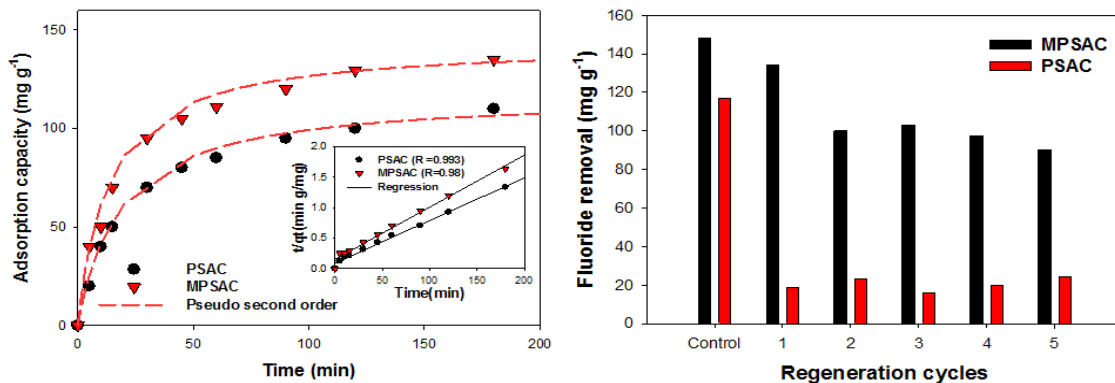 Adsorption capacity (mg g⁻¹)
150
100
50
0
0
50
100
150
200
Time (min)
PSAC
MPSAC
Pseudo second order
t/qt(min g/mg)
2.0
1.5
1.0
0.5
0.0
0
50
100
150
200
Time(min)
PSAC (R =0.993)
MPSAC (R=0.98)
Regression
Fluoride removal (mg g⁻¹)
160
140
120
100
80
60
40
20
0
Control
1
2
3
4
5
Regeneration cycles
MPSAC
PSAC